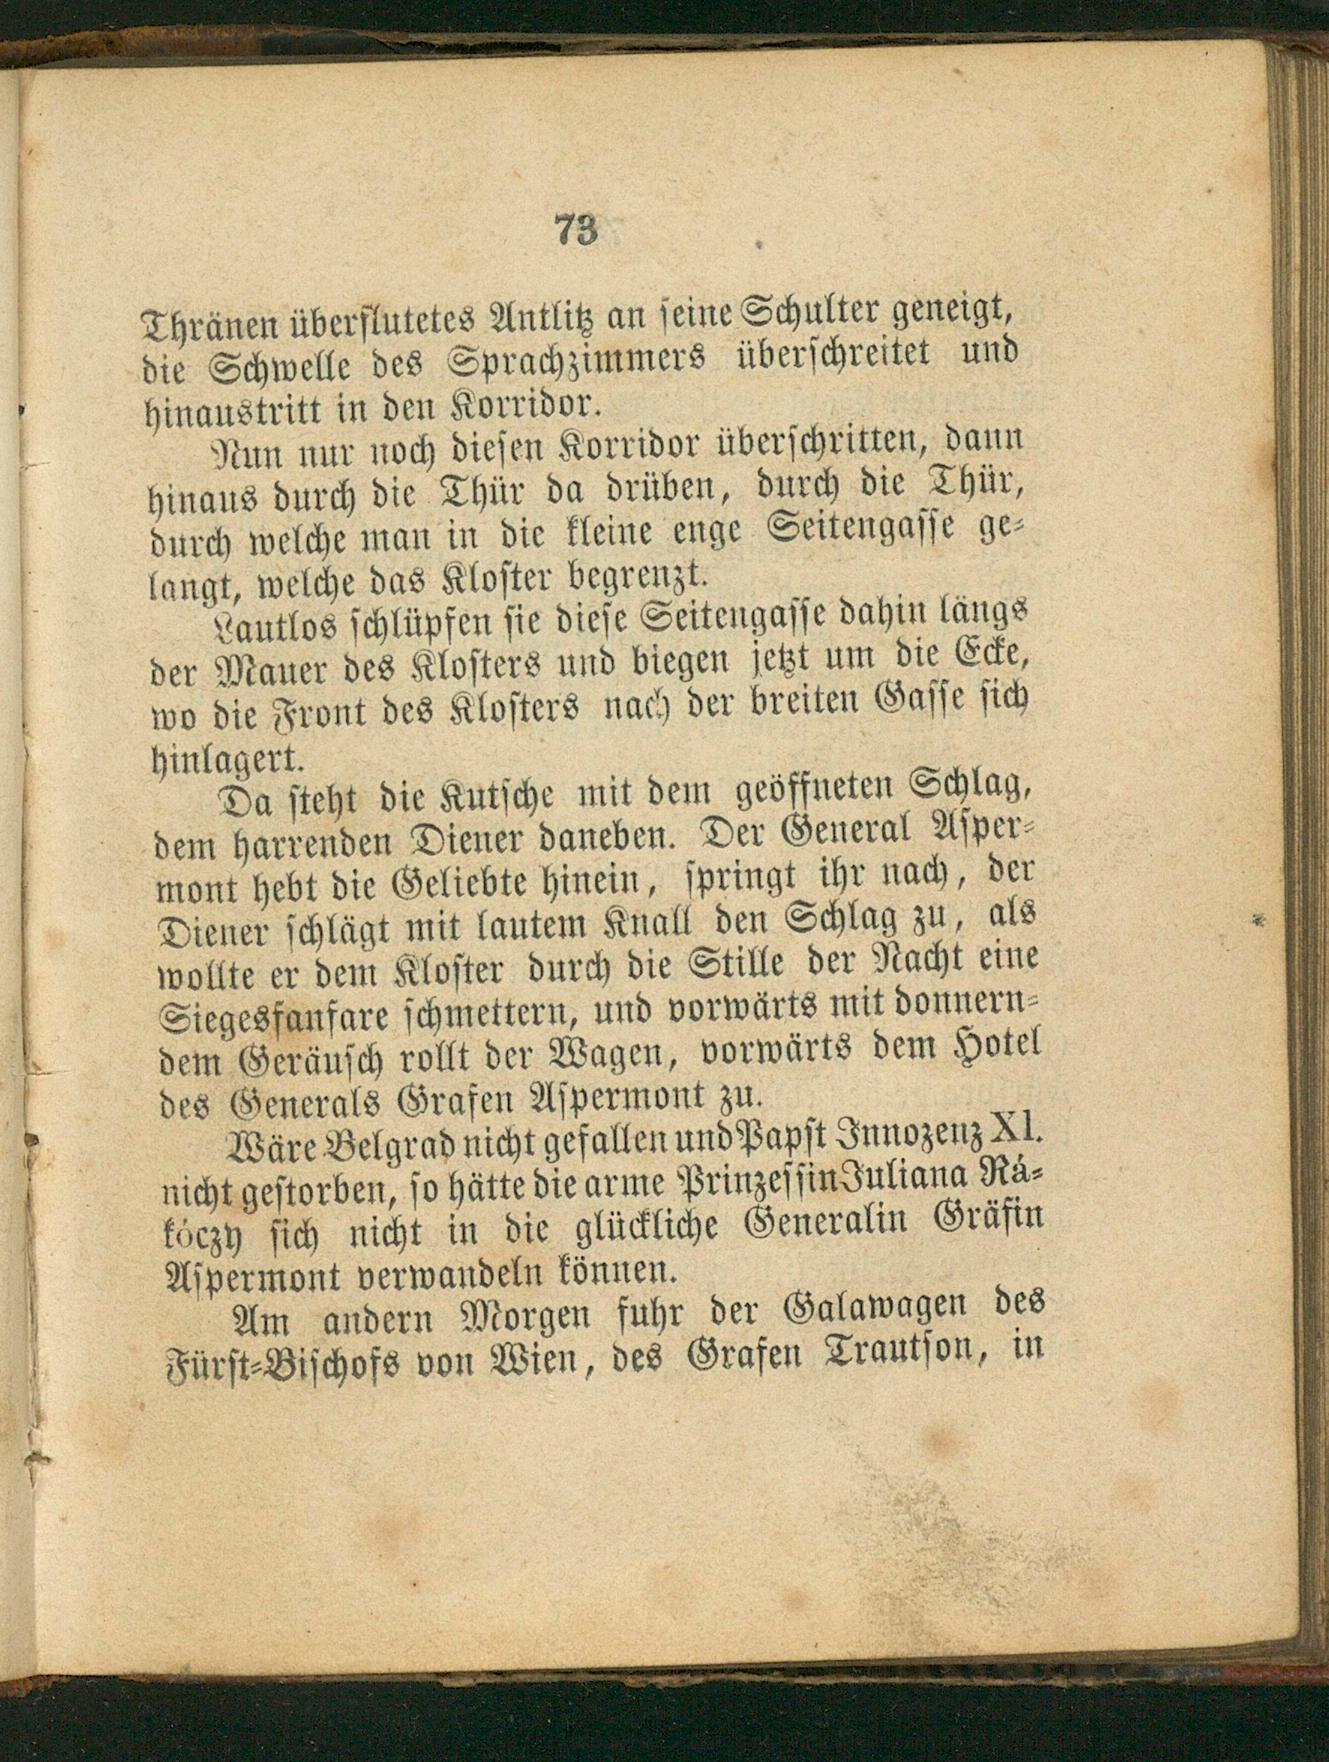 73
Thränen überflutetes Antlitz an seine Schulter geneigt,
die Schwelle des Sprachzimmers überschreitet und
hinaustritt in den Korridor.
Nun nur noch diesen Korridor überschritten, dann
hinaus durch die Thür da drüben, durch die Thür,
durch welche man in die kleine enge Seitengasse ge-
langt, welche das Kloster begrenzt.
Lautlos schlüpfen sie diese Seitengasse dahin längs
der Mauer des Klosters und biegen jetzt um die Ecke,
wo die Front des Klosters nach der breiten Gasse sich
hinlagert.
Da steht die Kutsche mit dem geöffneten Schlag,
dem harrenden Diener daneben. Der General Asper-
mont hebt die Geliebte hinein, springt ihr nach, der
Diener schlägt mit lautem Knall den Schlag zu, als
wollte er dem Kloster durch die Stille der Nacht eine
Siegesfanfare schmettern, und vorwärts mit donnern-
dem Geräusch rollt der Wagen, vorwärts dem Hotel
des Generals Grafen Aspermont zu.
Wäre Belgrad nicht gefallen und Papst Innozenz XI.
nicht gestorben, so hätte die arme Prinzessin Juliana Rá-
kóczy sich nicht in die glückliche Generalin Gräfin
Aspermont verwandeln können.
Am andern Morgen fuhr der Galawagen des
Fürst-Bischofs von Wien, des Grafen Trautson, in